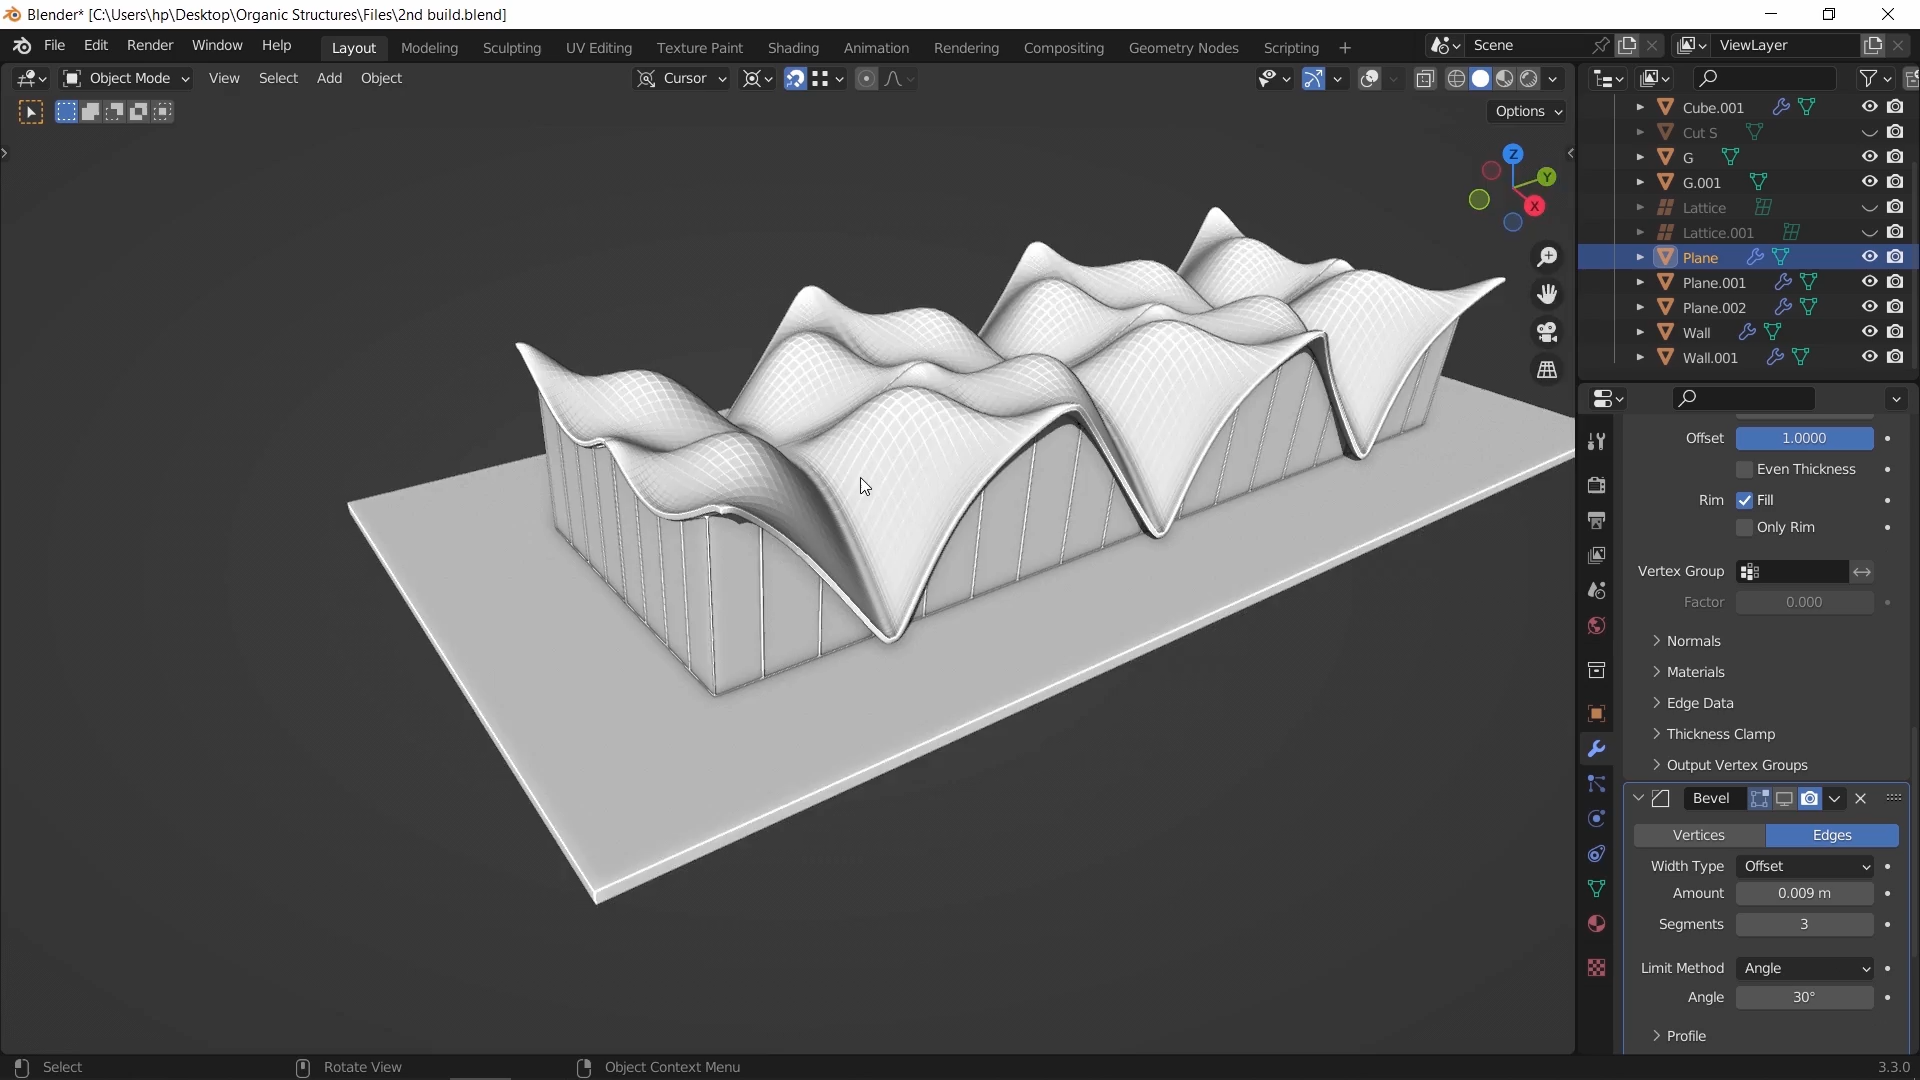 Blender* [C:\Users\hp\Desktop\Organic Structures\Files\2nd build.blend]
File Edit Render Window Help Layout Modeling Sculpting UV Editing Texture Paint Shading Animation Rendering Compositing Geometry Nodes Scripting + Scene ViewLayer
Object Mode View Select Add Object Cursor
Options
Z
Y
X
Cube.001
Cut S
G
G.001
Lattice
Lattice.001
Plane
Plane.001
Plane.002
Wall
Wall.001
Offset 1.0000
Even Thickness
Rim Fill
Only Rim
Vertex Group
Factor 0.000
Normals
Materials
Edge Data
Thickness Clamp
Output Vertex Groups
Bevel
Vertices Edges
Width Type Offset
Amount 0.009 m
Segments 3
Limit Method Angle
Angle 30°
Profile
Select Rotate View Object Context Menu 3.3.0